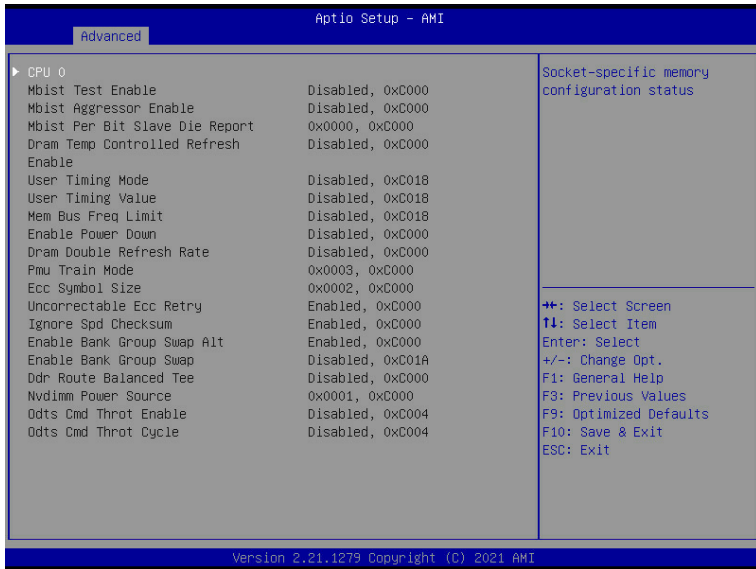 Aptio Setup - AMI
Advanced
CPU 0
Mbist Test Enable Disabled, 0xC000
Mbist Aggressor Enable Disabled, 0xC000
Mbist Per Bit Slave Die Report 0x0000, 0xC000
Dram Temp Controlled Refresh Disabled, 0xC000
Enable
User Timing Mode Disabled, 0xC018
User Timing Value Disabled, 0xC018
Mem Bus Freq Limit Disabled, 0xC018
Enable Power Down Disabled, 0xC000
Dram Double Refresh Rate Disabled, 0xC000
Pmu Train Mode 0x0003, 0xC000
Ecc Symbol Size 0x0002, 0xC000
Uncorrectable Ecc Retry Enabled, 0xC000
Ignore Spd Checksum Enabled, 0xC000
Enable Bank Group Swap Alt Enabled, 0xC000
Enable Bank Group Swap Disabled, 0xC01A
Ddr Route Balanced Tee Disabled, 0xC000
Nvdimm Power Source 0x0001, 0xC000
Odts Cmd Throt Enable Disabled, 0xC004
Odts Cmd Throt Cycle Disabled, 0xC004
Socket-specific memory
configuration status
→←: Select Screen
↑↓: Select Item
Enter: Select
+/-: Change Opt.
F1: General Help
F3: Previous Values
F9: Optimized Defaults
F10: Save & Exit
ESC: Exit
Version 2.21.1279 Copyright (C) 2021 AMI